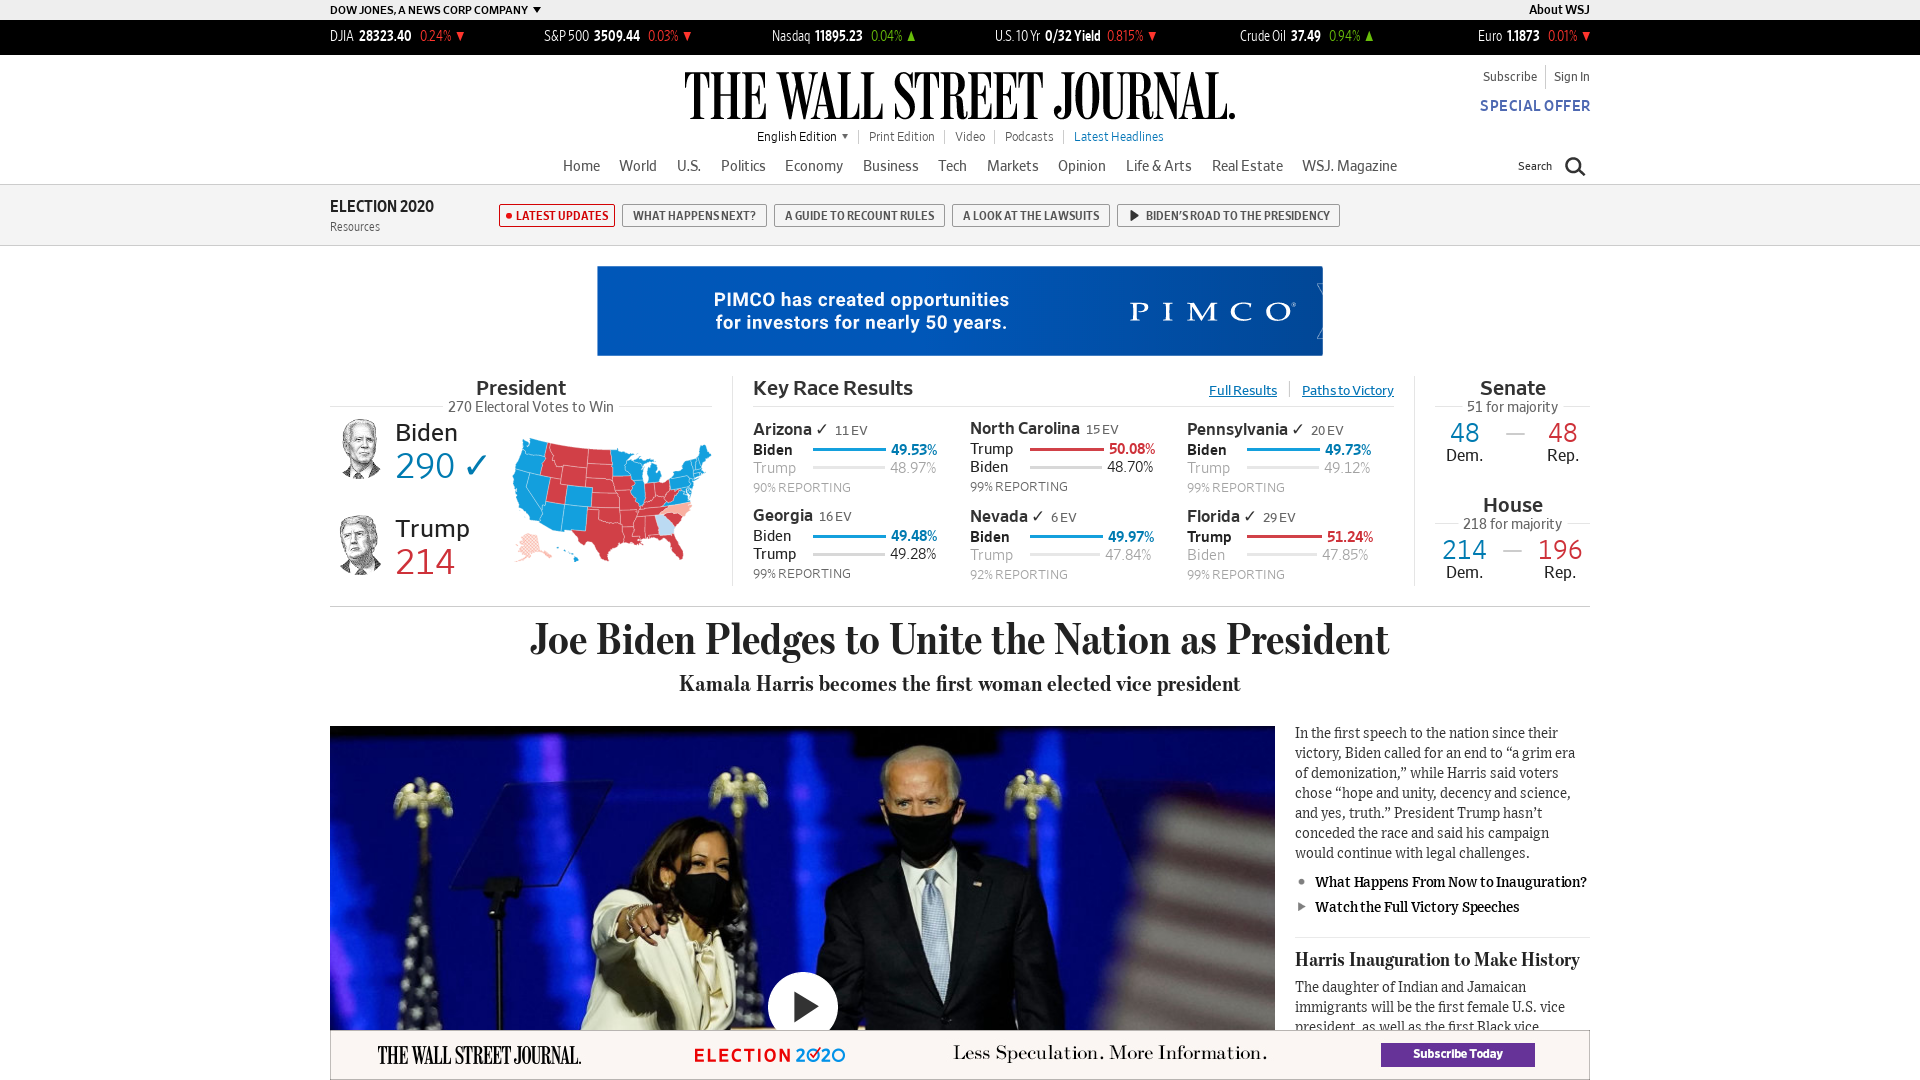 DOW JONES, A NEWS CORP COMPANY
About WSJ
DJIA 28323.40 0.24% ▼
S&P 500 3509.44 0.03% ▼
Nasdaq 11895.23 0.04% ▲
U.S. 10 Yr 0/32 Yield 0.815% ▼
Crude Oil 37.49 0.94% ▲
Euro 1.1873 0.01% ▼
THE WALL STREET JOURNAL.
Subscribe
Sign In
SPECIAL OFFER
English Edition
Print Edition
Video
Podcasts
Latest Headlines
Home World U.S. Politics Economy Business Tech Markets Opinion Life & Arts Real Estate WSJ. Magazine
Search
ELECTION 2020
Resources
LATEST UPDATES
WHAT HAPPENS NEXT?
A GUIDE TO RECOUNT RULES
A LOOK AT THE LAWSUITS
BIDEN'S ROAD TO THE PRESIDENCY
PIMCO has created opportunities
for investors for nearly 50 years.
PIMCO®
President
270 Electoral Votes to Win
Biden
290 ✓
Trump
214
Key Race Results
Full Results
Paths to Victory
Arizona ✓ 11 EV
Biden 49.53%
Trump 48.97%
90% REPORTING
North Carolina 15 EV
Trump 50.08%
Biden 48.70%
99% REPORTING
Pennsylvania ✓ 20 EV
Biden 49.73%
Trump 49.12%
99% REPORTING
Georgia 16 EV
Biden 49.48%
Trump 49.28%
99% REPORTING
Nevada ✓ 6 EV
Biden 49.97%
Trump 47.84%
92% REPORTING
Florida ✓ 29 EV
Trump 51.24%
Biden 47.85%
99% REPORTING
Senate
51 for majority
48 — 48
Dem. Rep.
House
218 for majority
214 — 196
Dem. Rep.
Joe Biden Pledges to Unite the Nation as President
Kamala Harris becomes the first woman elected vice president
In the first speech to the nation since their
victory, Biden called for an end to “a grim era
of demonization,” while Harris said voters
chose “hope and unity, decency and science,
and yes, truth.” President Trump hasn’t
conceded the race and said his campaign
would continue with legal challenges.
What Happens From Now to Inauguration?
Watch the Full Victory Speeches
Harris Inauguration to Make History
The daughter of Indian and Jamaican
immigrants will be the first female U.S. vice
president, as well as the first Black vice
THE WALL STREET JOURNAL.
ELECTION 2020
Less Speculation. More Information.
Subscribe Today